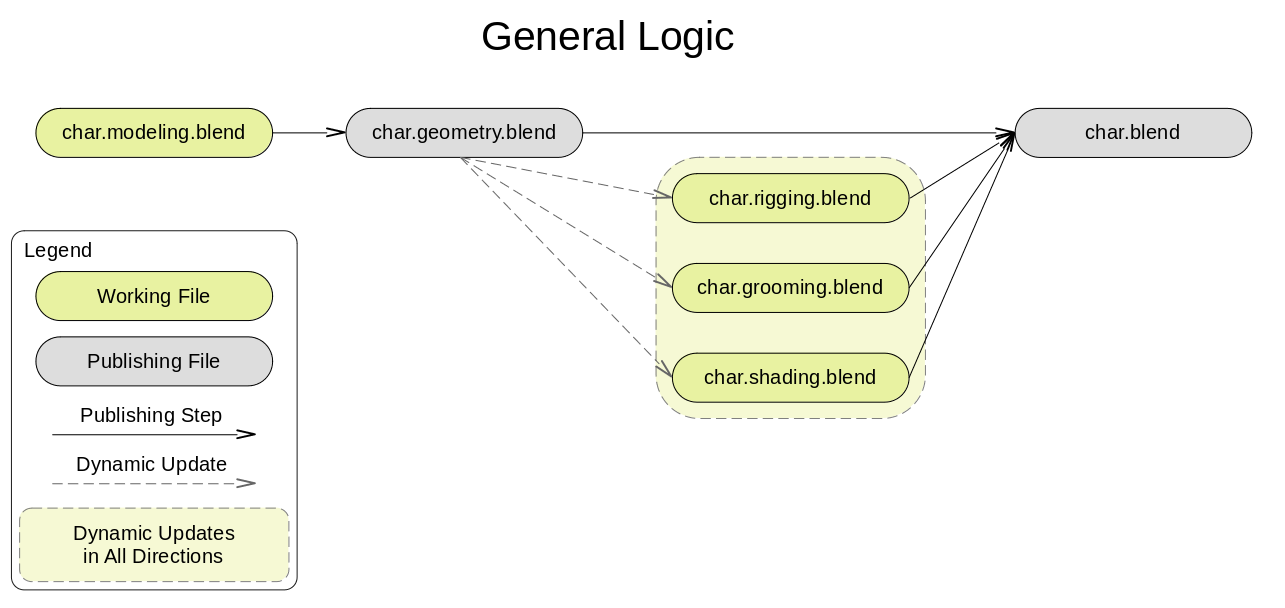 General Logic
char.modeling.blend
char.geometry.blend
char.blend
char.rigging.blend
char.grooming.blend
char.shading.blend
Legend
Working File
Publishing File
Publishing Step
Dynamic Update
Dynamic Updates
in All Directions